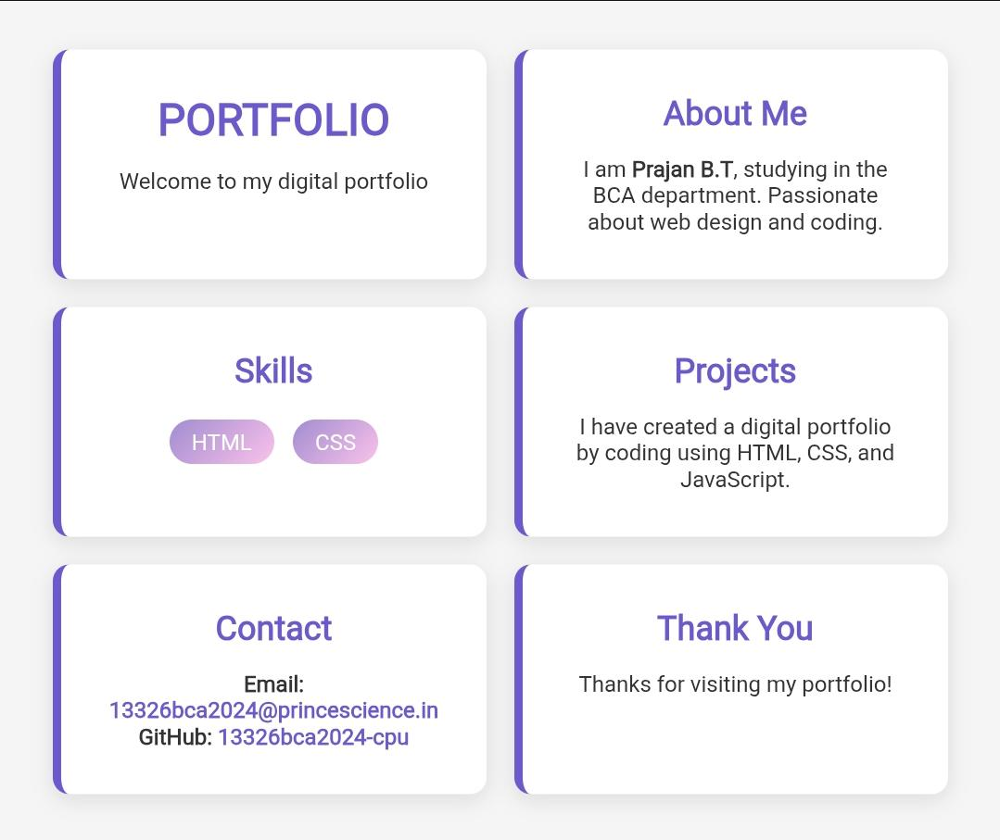 PORTFOLIO
Welcome to my digital portfolio
About Me
I am Prajan B.T, studying in the
BCA department. Passionate
about web design and coding.
Skills
HTML
CSS
Projects
I have created a digital portfolio
by coding using HTML, CSS, and
JavaScript.
Contact
Email:
13326bca2024@princescience.in
GitHub: 13326bca2024-cpu
Thank You
Thanks for visiting my portfolio!